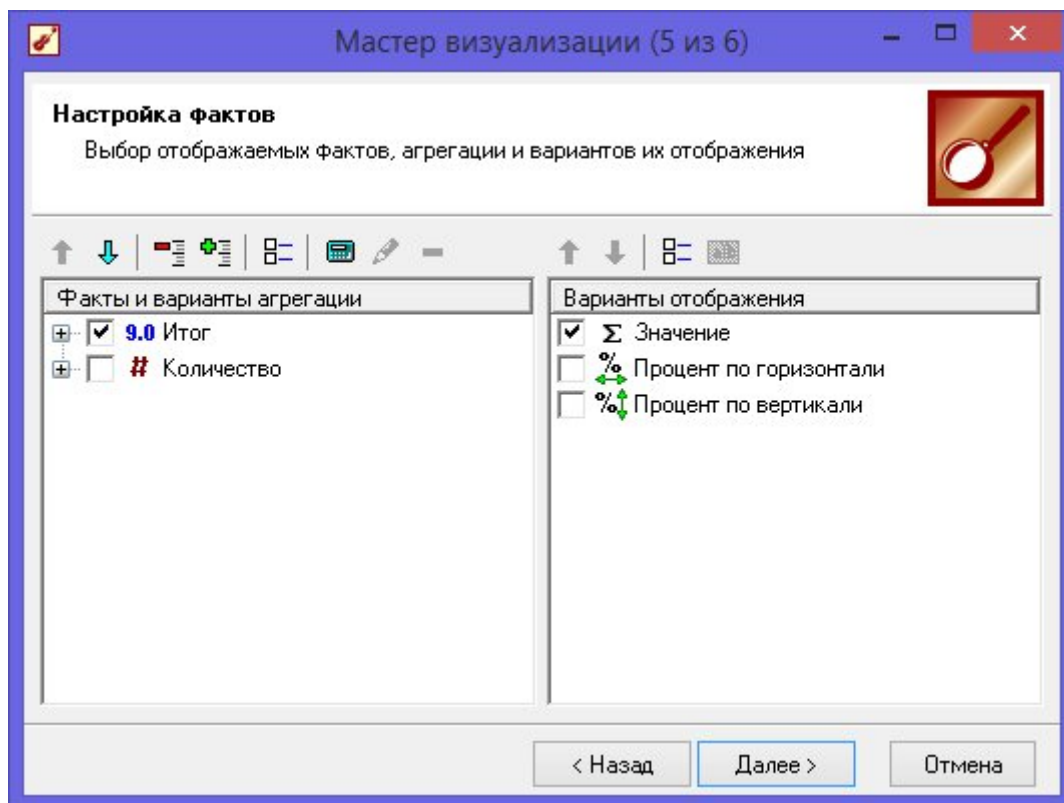 Мастер визуализации (5 из 6)
Настройка фактов
Выбор отображаемых фактов, агрегации и вариантов их отображения
Факты и варианты агрегации
9.0 Итог
# Количество
Варианты отображения
Σ Значение
% Процент по горизонтали
% Процент по вертикали
< Назад
Далее >
Отмена